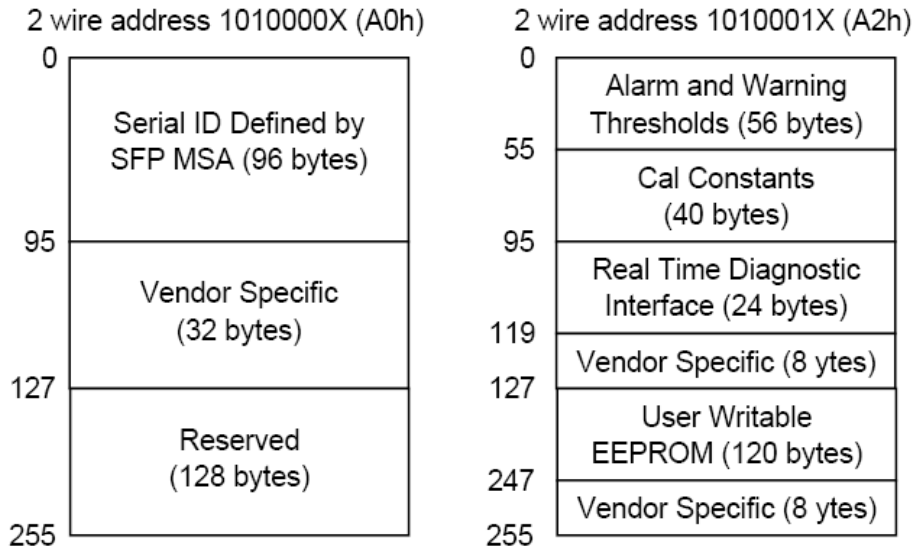 2 wire address 1010000X (A0h)
0
Serial ID Defined by
SFP MSA (96 bytes)
95
Vendor Specific
(32 bytes)
127
Reserved
(128 bytes)
255
2 wire address 1010001X (A2h)
0
Alarm and Warning
Thresholds (56 bytes)
55
Cal Constants
(40 bytes)
95
Real Time Diagnostic
Interface (24 bytes)
119
Vendor Specific (8 ytes)
127
User Writable
EEPROM (120 bytes)
247
Vendor Specific (8 ytes)
255